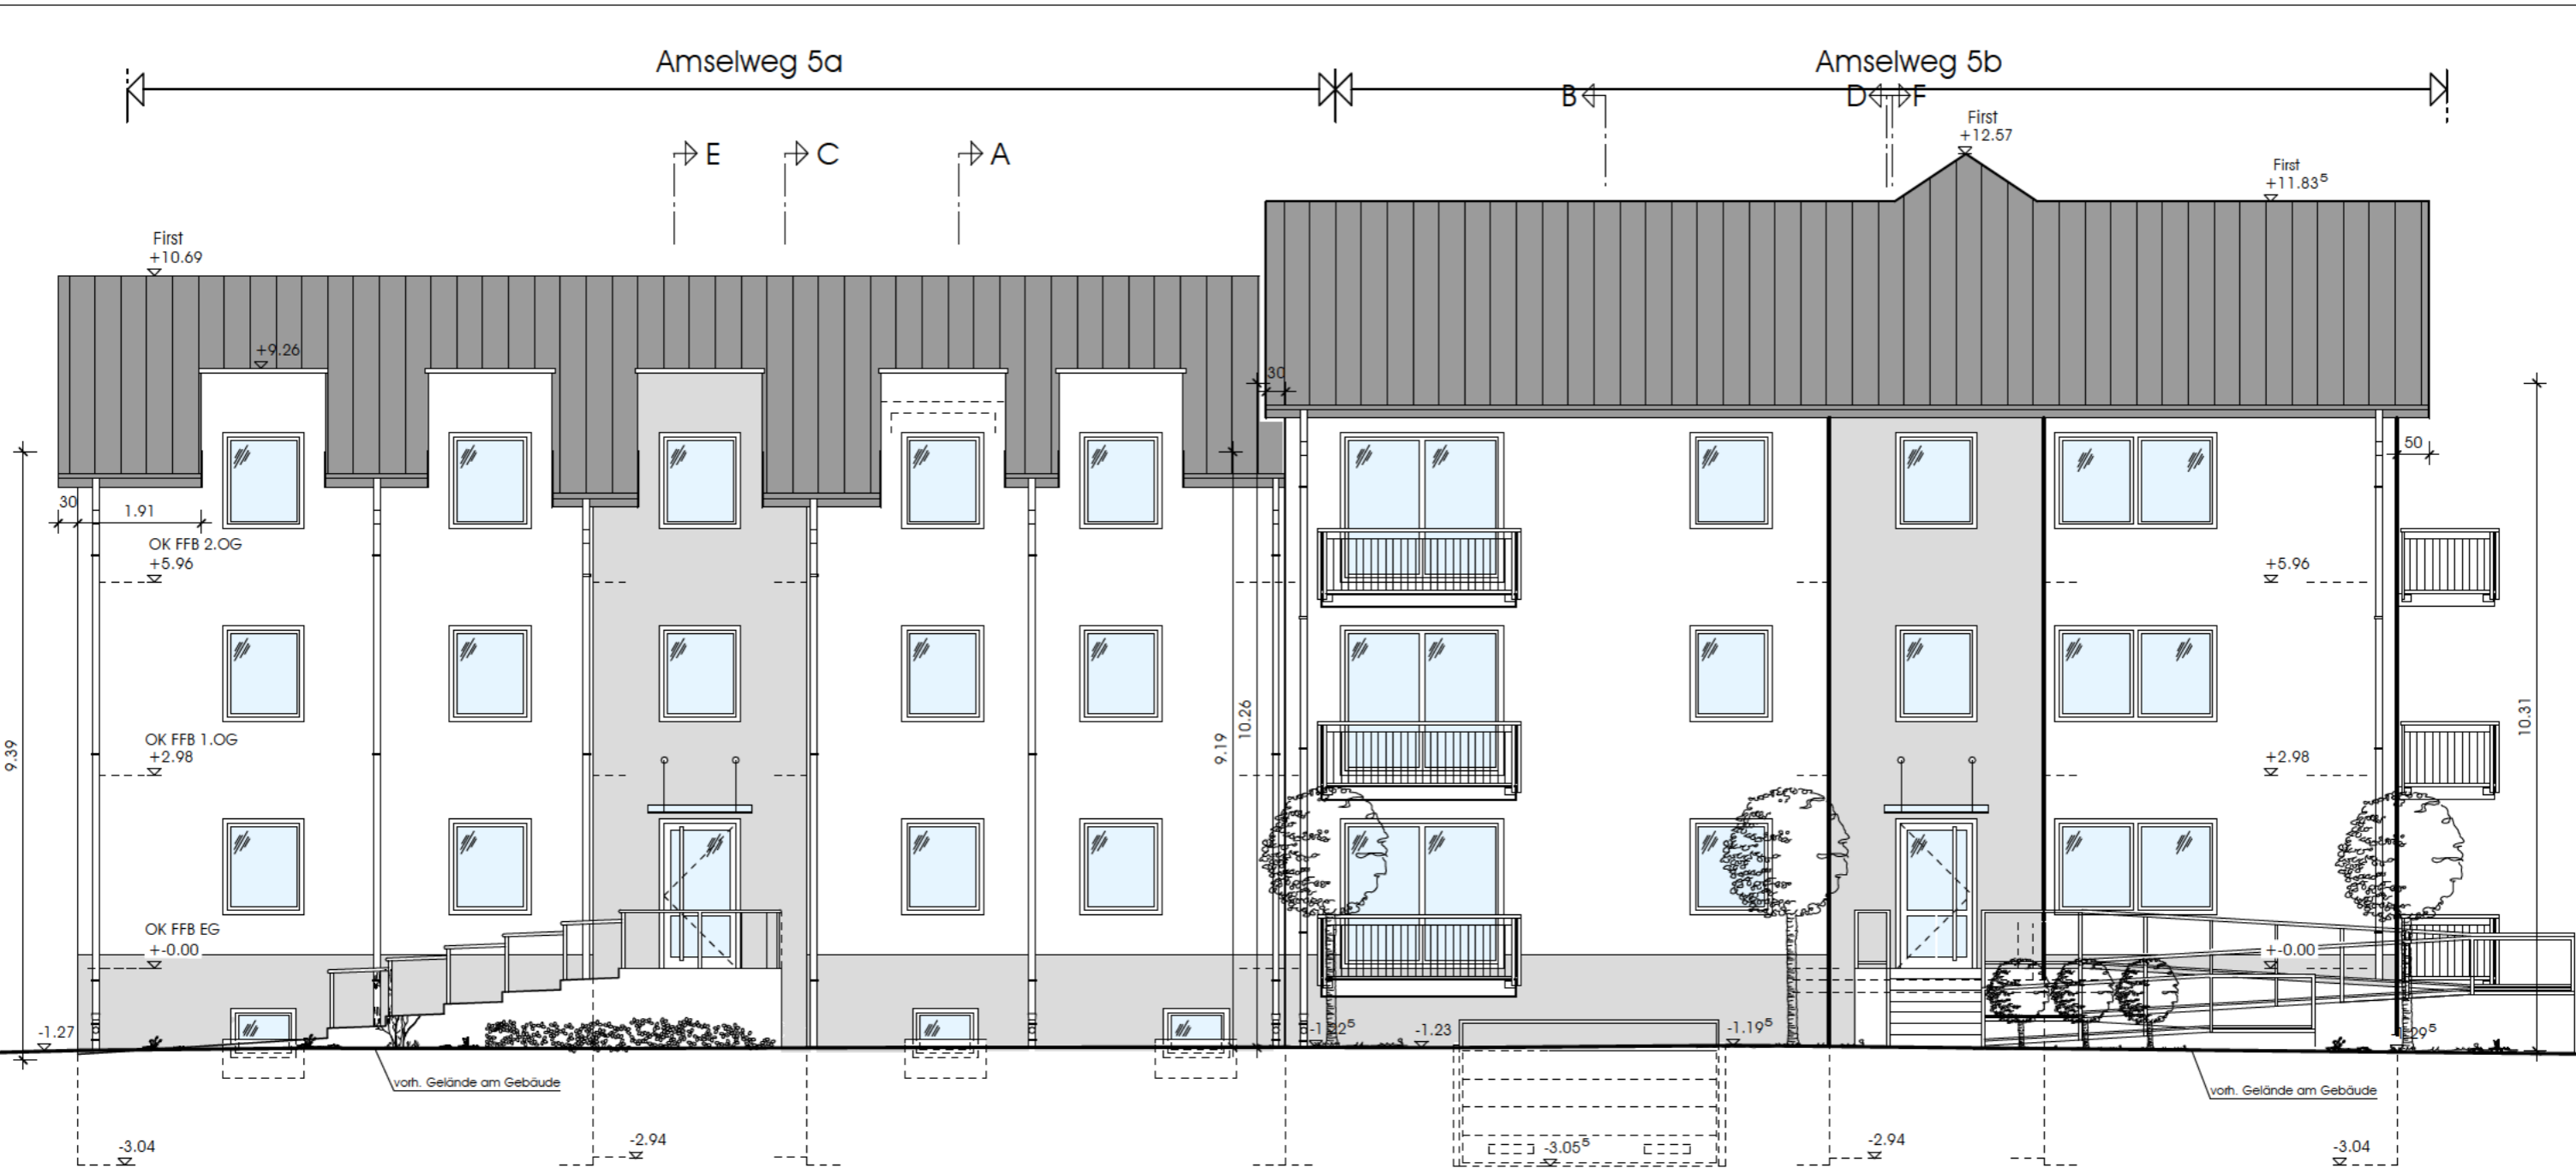 Amselweg 5a
Amselweg 5b
B
D
F
First
+12.57
E
C
A
First
+11.83⁵
First
+10.69
+9.26
30
30
1.91
50
OK FFB 2.OG
+5.96
+5.96
9.39
OK FFB 1.OG
+2.98
9.19
10.26
+2.98
10.31
OK FFB EG
+-0.00
+-0.00
-1.27
-1.23
-1.19⁵
29⁵
vorh. Gelände am Gebäude
vorh. Gelände am Gebäude
-3.04
-2.94
-3.05⁵
-2.94
-3.04